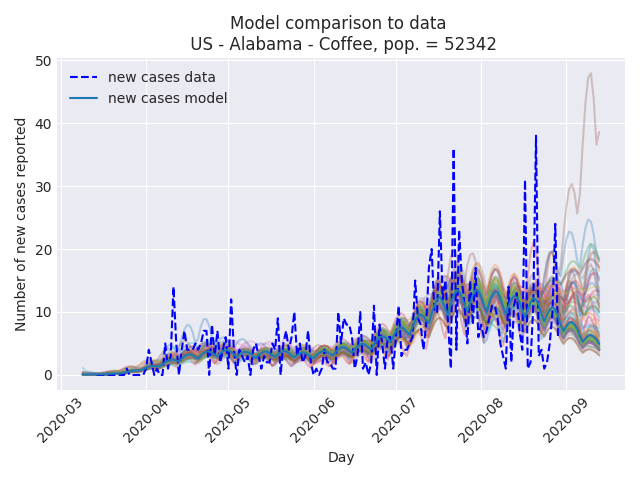 Model comparison to data
US - Alabama - Coffee, pop. = 52342
new cases data
new cases model
Number of new cases reported
50
40
30
20
10
0
2020-03
2020-04
2020-05
2020-06
2020-07
2020-08
2020-09
Day